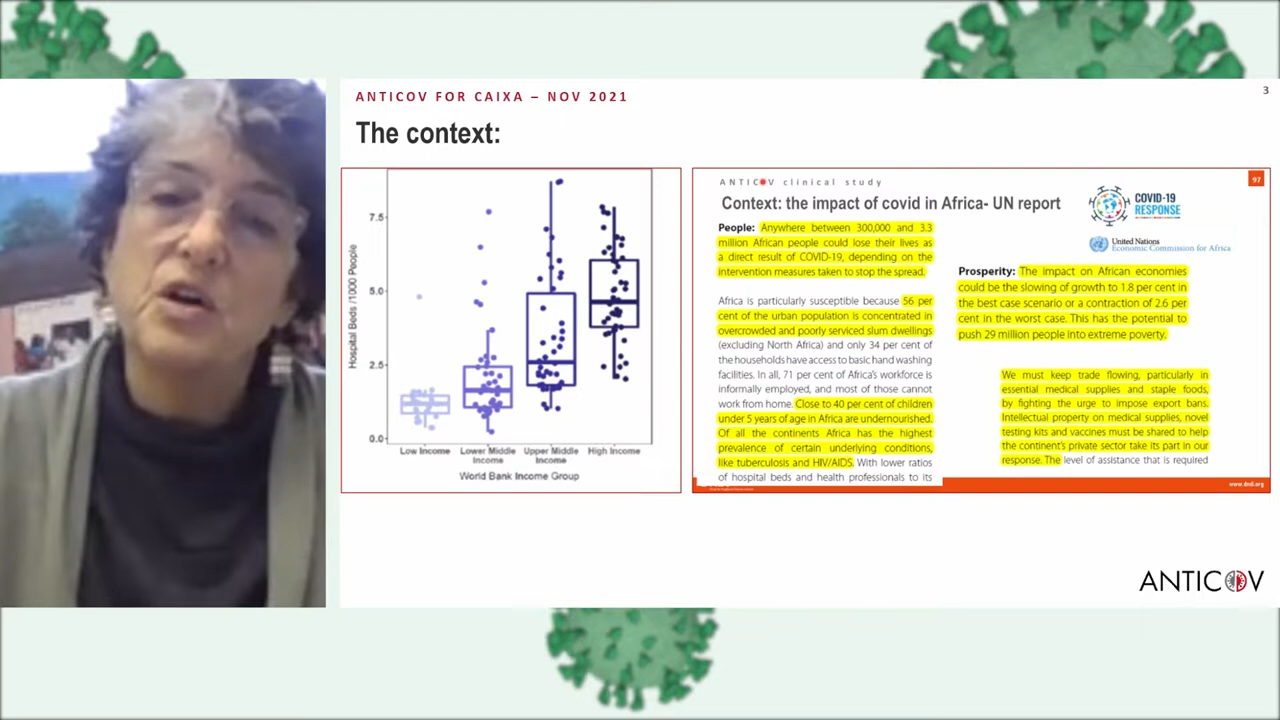 ANTICOV FOR CAIXA – NOV 2021
3
The context:
Hospital Beds /1000 People
7.5
5.0
2.5
0.0
Low Income
Lower Middle
Income
Upper Middle
Income
High Income
World Bank Income Group
ANTICOV clinical study
97
Context: the impact of covid in Africa- UN report
COVID-19
RESPONSE
United Nations
Economic Commission for Africa
People: Anywhere between 300,000 and 3.3
million African people could lose their lives as
a direct result of COVID-19, depending on the
intervention measures taken to stop the spread.
Africa is particularly susceptible because 56 per
cent of the urban population is concentrated in
overcrowded and poorly serviced slum dwellings
(excluding North Africa) and only 34 per cent of
the households have access to basic hand washing
facilities. In all, 71 per cent of Africa's workforce is
informally employed, and most of those cannot
work from home. Close to 40 per cent of children
under 5 years of age in Africa are undernourished.
Of all the continents Africa has the highest
prevalence of certain underlying conditions,
like tuberculosis and HIV/AIDS. With lower ratios
of hospital beds and health professionals to its
Prosperity: The impact on African economies
could be the slowing of growth to 1.8 per cent in
the best case scenario or a contraction of 2.6 per
cent in the worst case. This has the potential to
push 29 million people into extreme poverty.
We must keep trade flowing, particularly in
essential medical supplies and staple foods,
by fighting the urge to impose export bans.
Intellectual property on medical supplies, novel
testing kits and vaccines must be shared to help
the continent's private sector take its part in our
response. The level of assistance that is required
www.dndi.org
ANTICOV